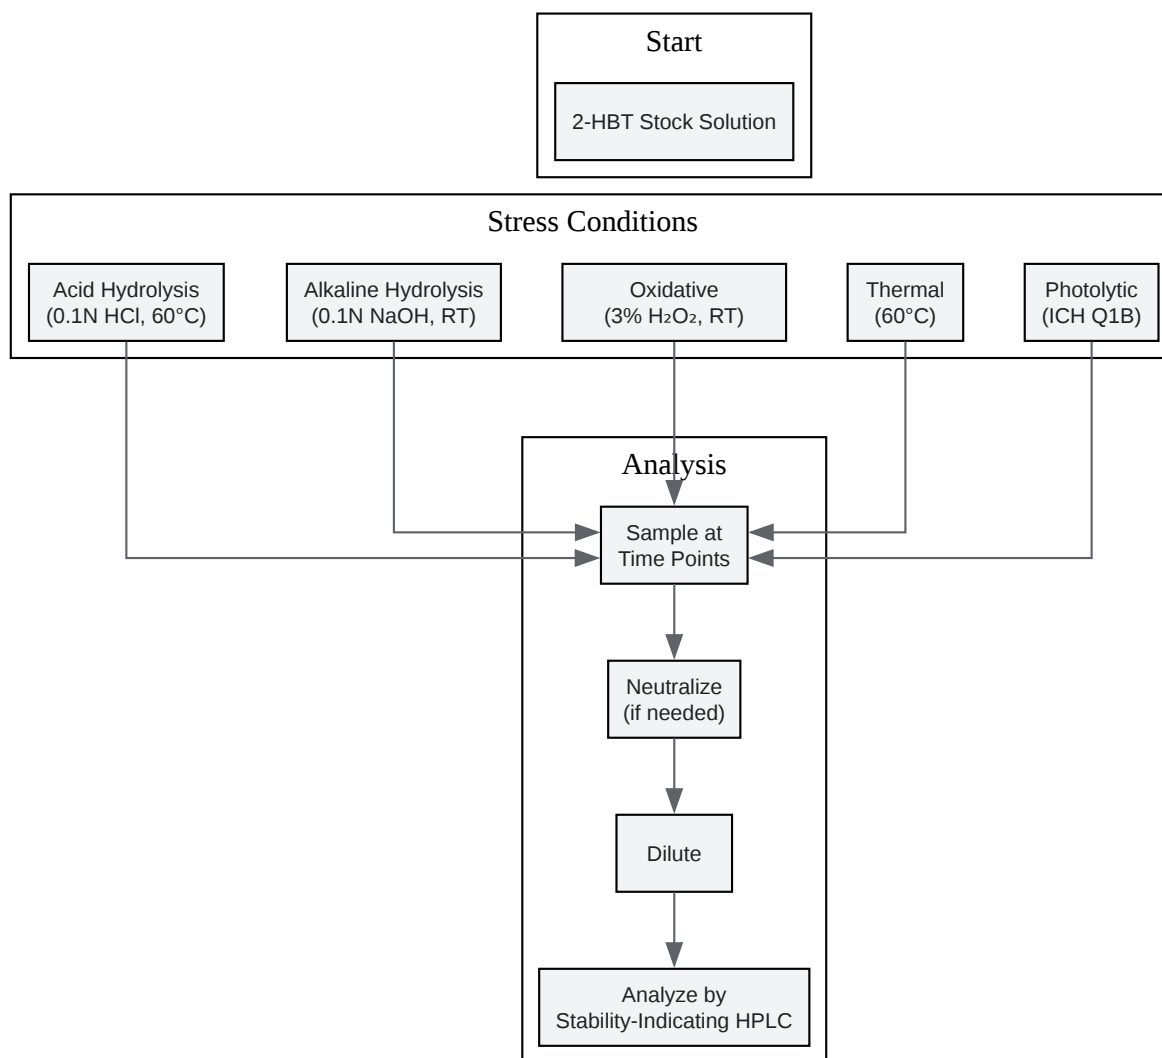 Start
2-HBT Stock Solution
Stress Conditions
Acid Hydrolysis
(0.1N HCl, 60°C)
Alkaline Hydrolysis
(0.1N NaOH, RT)
Oxidative
(3% H₂O₂, RT)
Thermal
(60°C)
Photolytic
(ICH Q1B)
Analysis
Sample at
Time Points
Neutralize
(if needed)
Dilute
Analyze by
Stability-Indicating HPLC